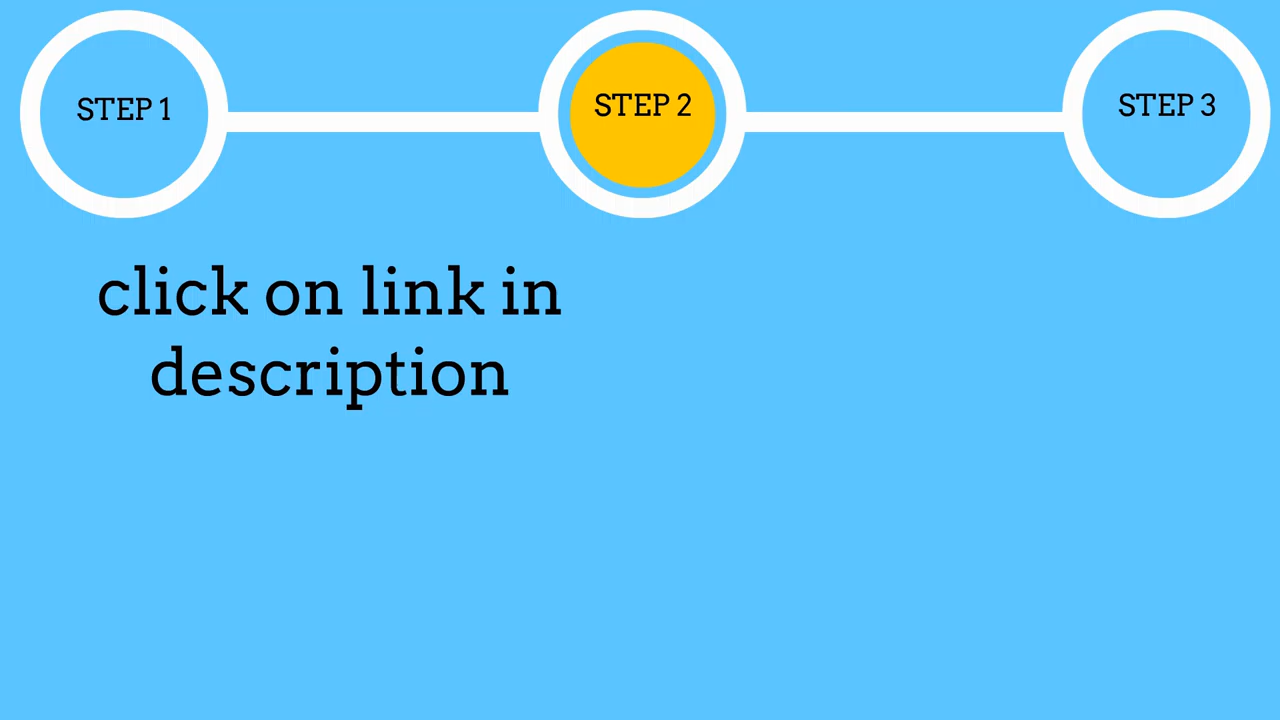 STEP 1
STEP 2
STEP 3
click on link in
description